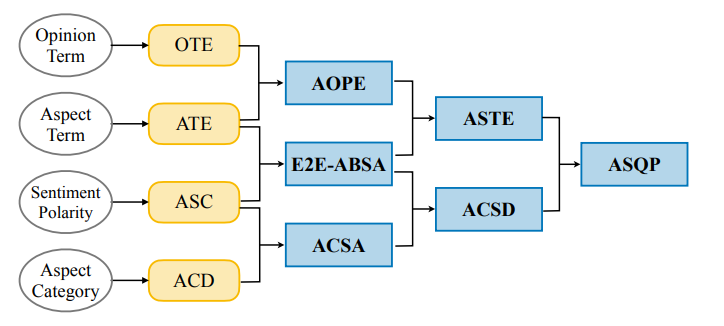 Opinion
Term
OTE
AOPE
Aspect
Term
ATE
ASTE
E2E-ABSA
ASQP
Sentiment
Polarity
ASC
ACSD
ACSA
Aspect
Category
ACD